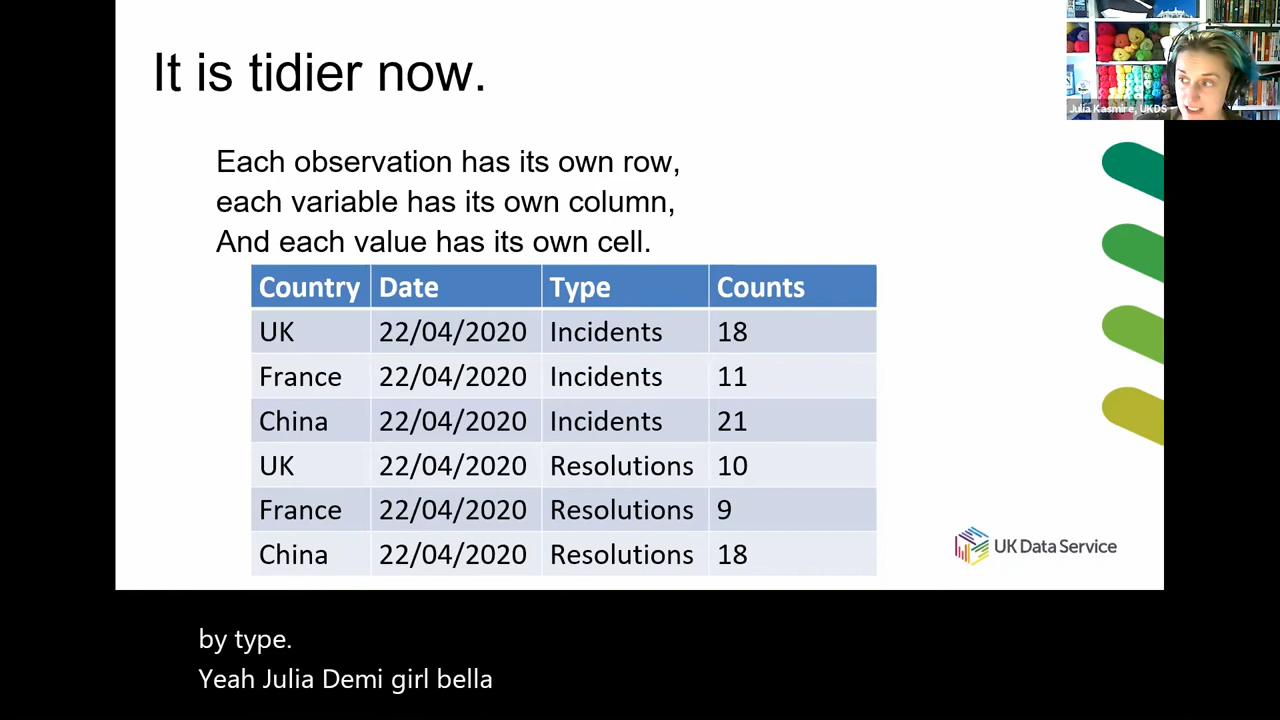 It is tidier now.
Julia Kasmire, UKDS
Each observation has its own row,
each variable has its own column,
And each value has its own cell.
Country Date Type Counts
UK 22/04/2020 Incidents 18
France 22/04/2020 Incidents 11
China 22/04/2020 Incidents 21
UK 22/04/2020 Resolutions 10
France 22/04/2020 Resolutions 9
China 22/04/2020 Resolutions 18
UK Data Service
by type.
Yeah Julia Demi girl bella